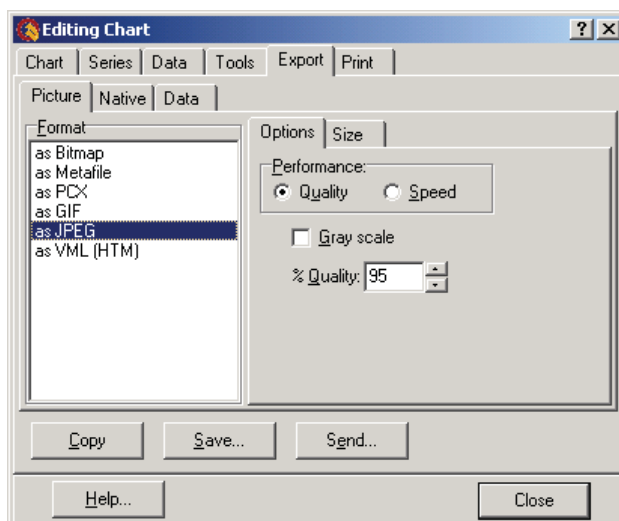 Editing Chart
Chart Series Data Tools Export Print
Picture Native Data
Format
as Bitmap
as Metafile
as PCX
as GIF
as JPEG
as VML (HTM)
Options Size
Performance:
Quality Speed
Gray scale
% Quality: 95
Copy Save... Send...
Help... Close